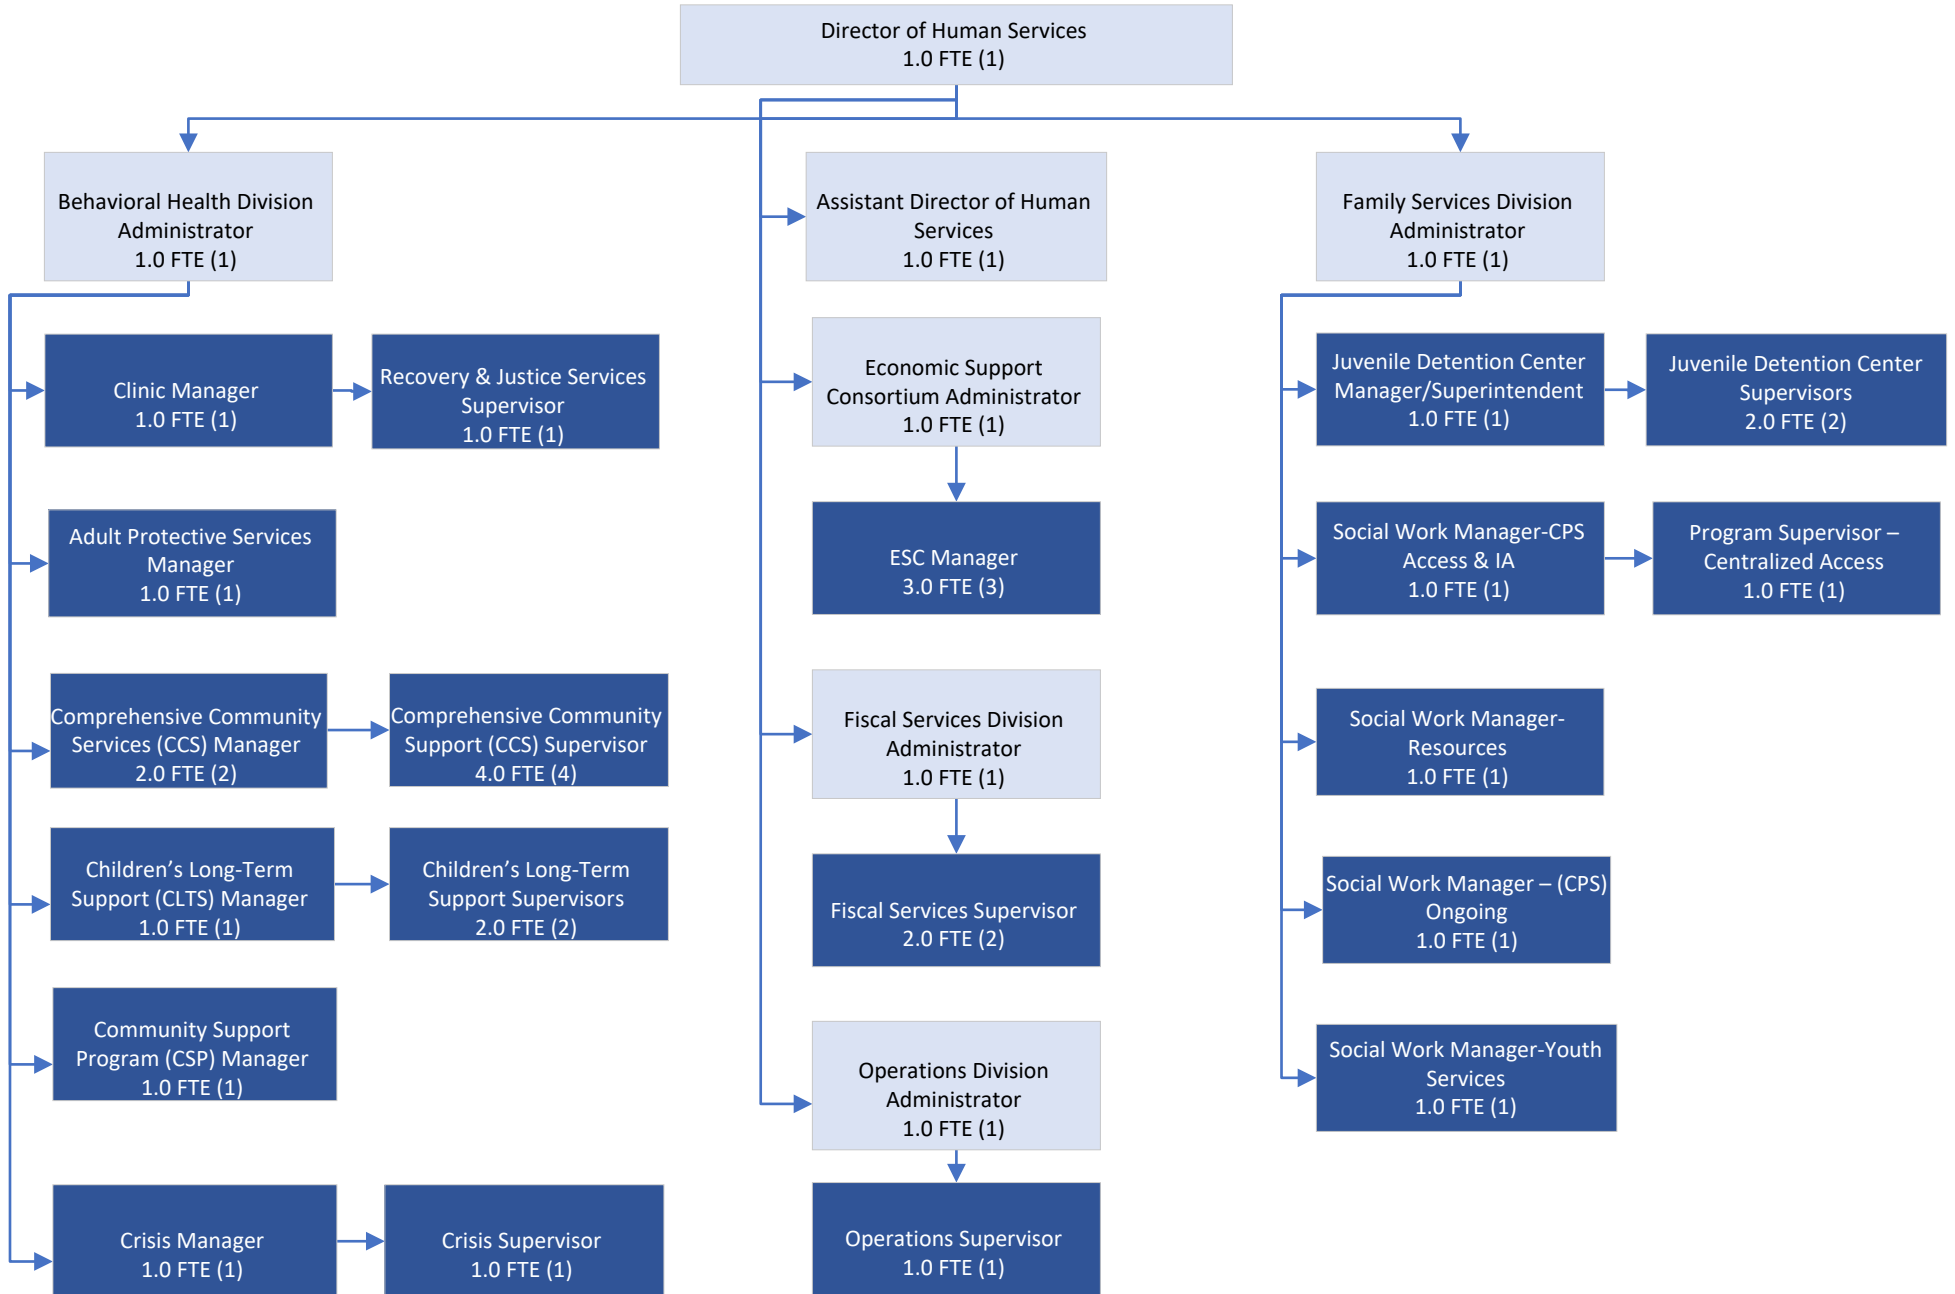 Director of Human Services
1.0 FTE (1)
Behavioral Health Division
Administrator
1.0 FTE (1)
Clinic Manager
1.0 FTE (1)
Recovery & Justice Services
Supervisor
1.0 FTE (1)
Adult Protective Services
Manager
1.0 FTE (1)
Comprehensive Community
Services (CCS) Manager
2.0 FTE (2)
Comprehensive Community
Support (CCS) Supervisor
4.0 FTE (4)
Children’s Long-Term
Support (CLTS) Manager
1.0 FTE (1)
Children’s Long-Term
Support Supervisors
2.0 FTE (2)
Community Support
Program (CSP) Manager
1.0 FTE (1)
Crisis Manager
1.0 FTE (1)
Crisis Supervisor
1.0 FTE (1)
Assistant Director of Human
Services
1.0 FTE (1)
Economic Support
Consortium Administrator
1.0 FTE (1)
ESC Manager
3.0 FTE (3)
Fiscal Services Division
Administrator
1.0 FTE (1)
Fiscal Services Supervisor
2.0 FTE (2)
Operations Division
Administrator
1.0 FTE (1)
Operations Supervisor
1.0 FTE (1)
Family Services Division
Administrator
1.0 FTE (1)
Juvenile Detention Center
Manager/Superintendent
1.0 FTE (1)
Juvenile Detention Center
Supervisors
2.0 FTE (2)
Social Work Manager-CPS
Access & IA
1.0 FTE (1)
Program Supervisor –
Centralized Access
1.0 FTE (1)
Social Work Manager-
Resources
1.0 FTE (1)
Social Work Manager – (CPS)
Ongoing
1.0 FTE (1)
Social Work Manager-Youth
Services
1.0 FTE (1)